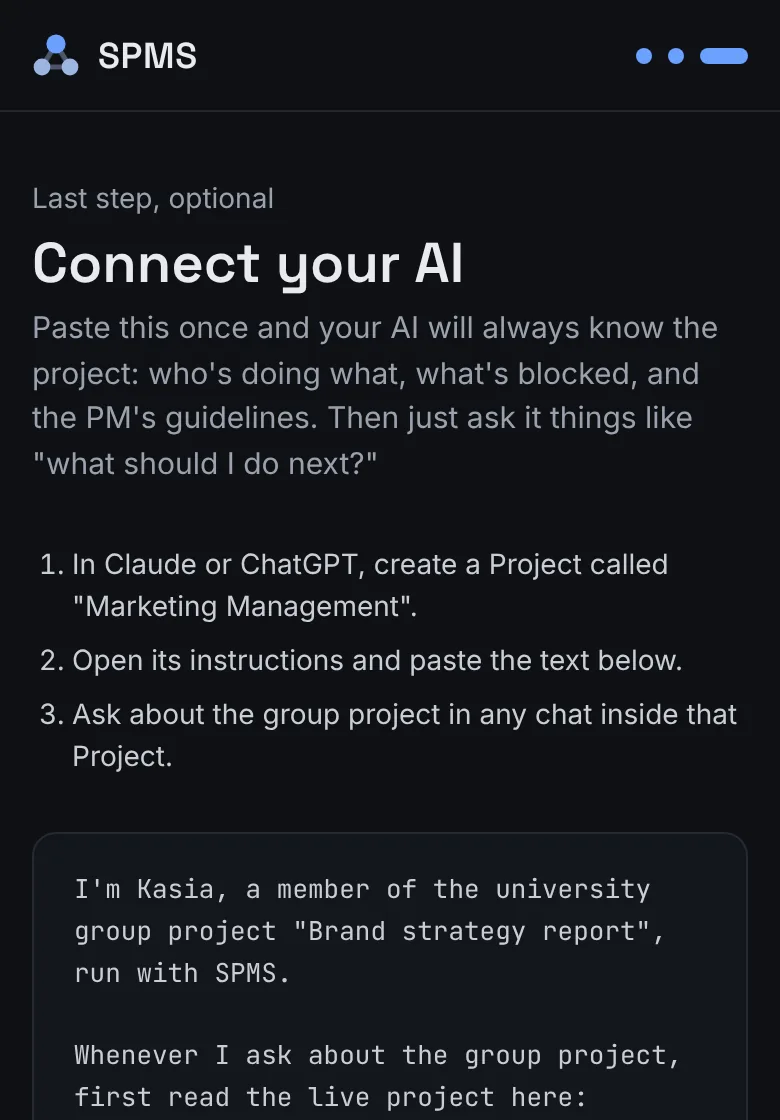 SPMS
Last step, optional
Connect your AI
Paste this once and your AI will always know the
project: who's doing what, what's blocked, and
the PM's guidelines. Then just ask it things like
"what should I do next?"
1. In Claude or ChatGPT, create a Project called
"Marketing Management".
2. Open its instructions and paste the text below.
3. Ask about the group project in any chat inside that
Project.
I'm Kasia, a member of the university
group project "Brand strategy report",
run with SPMS.
Whenever I ask about the group project,
first read the live project here: